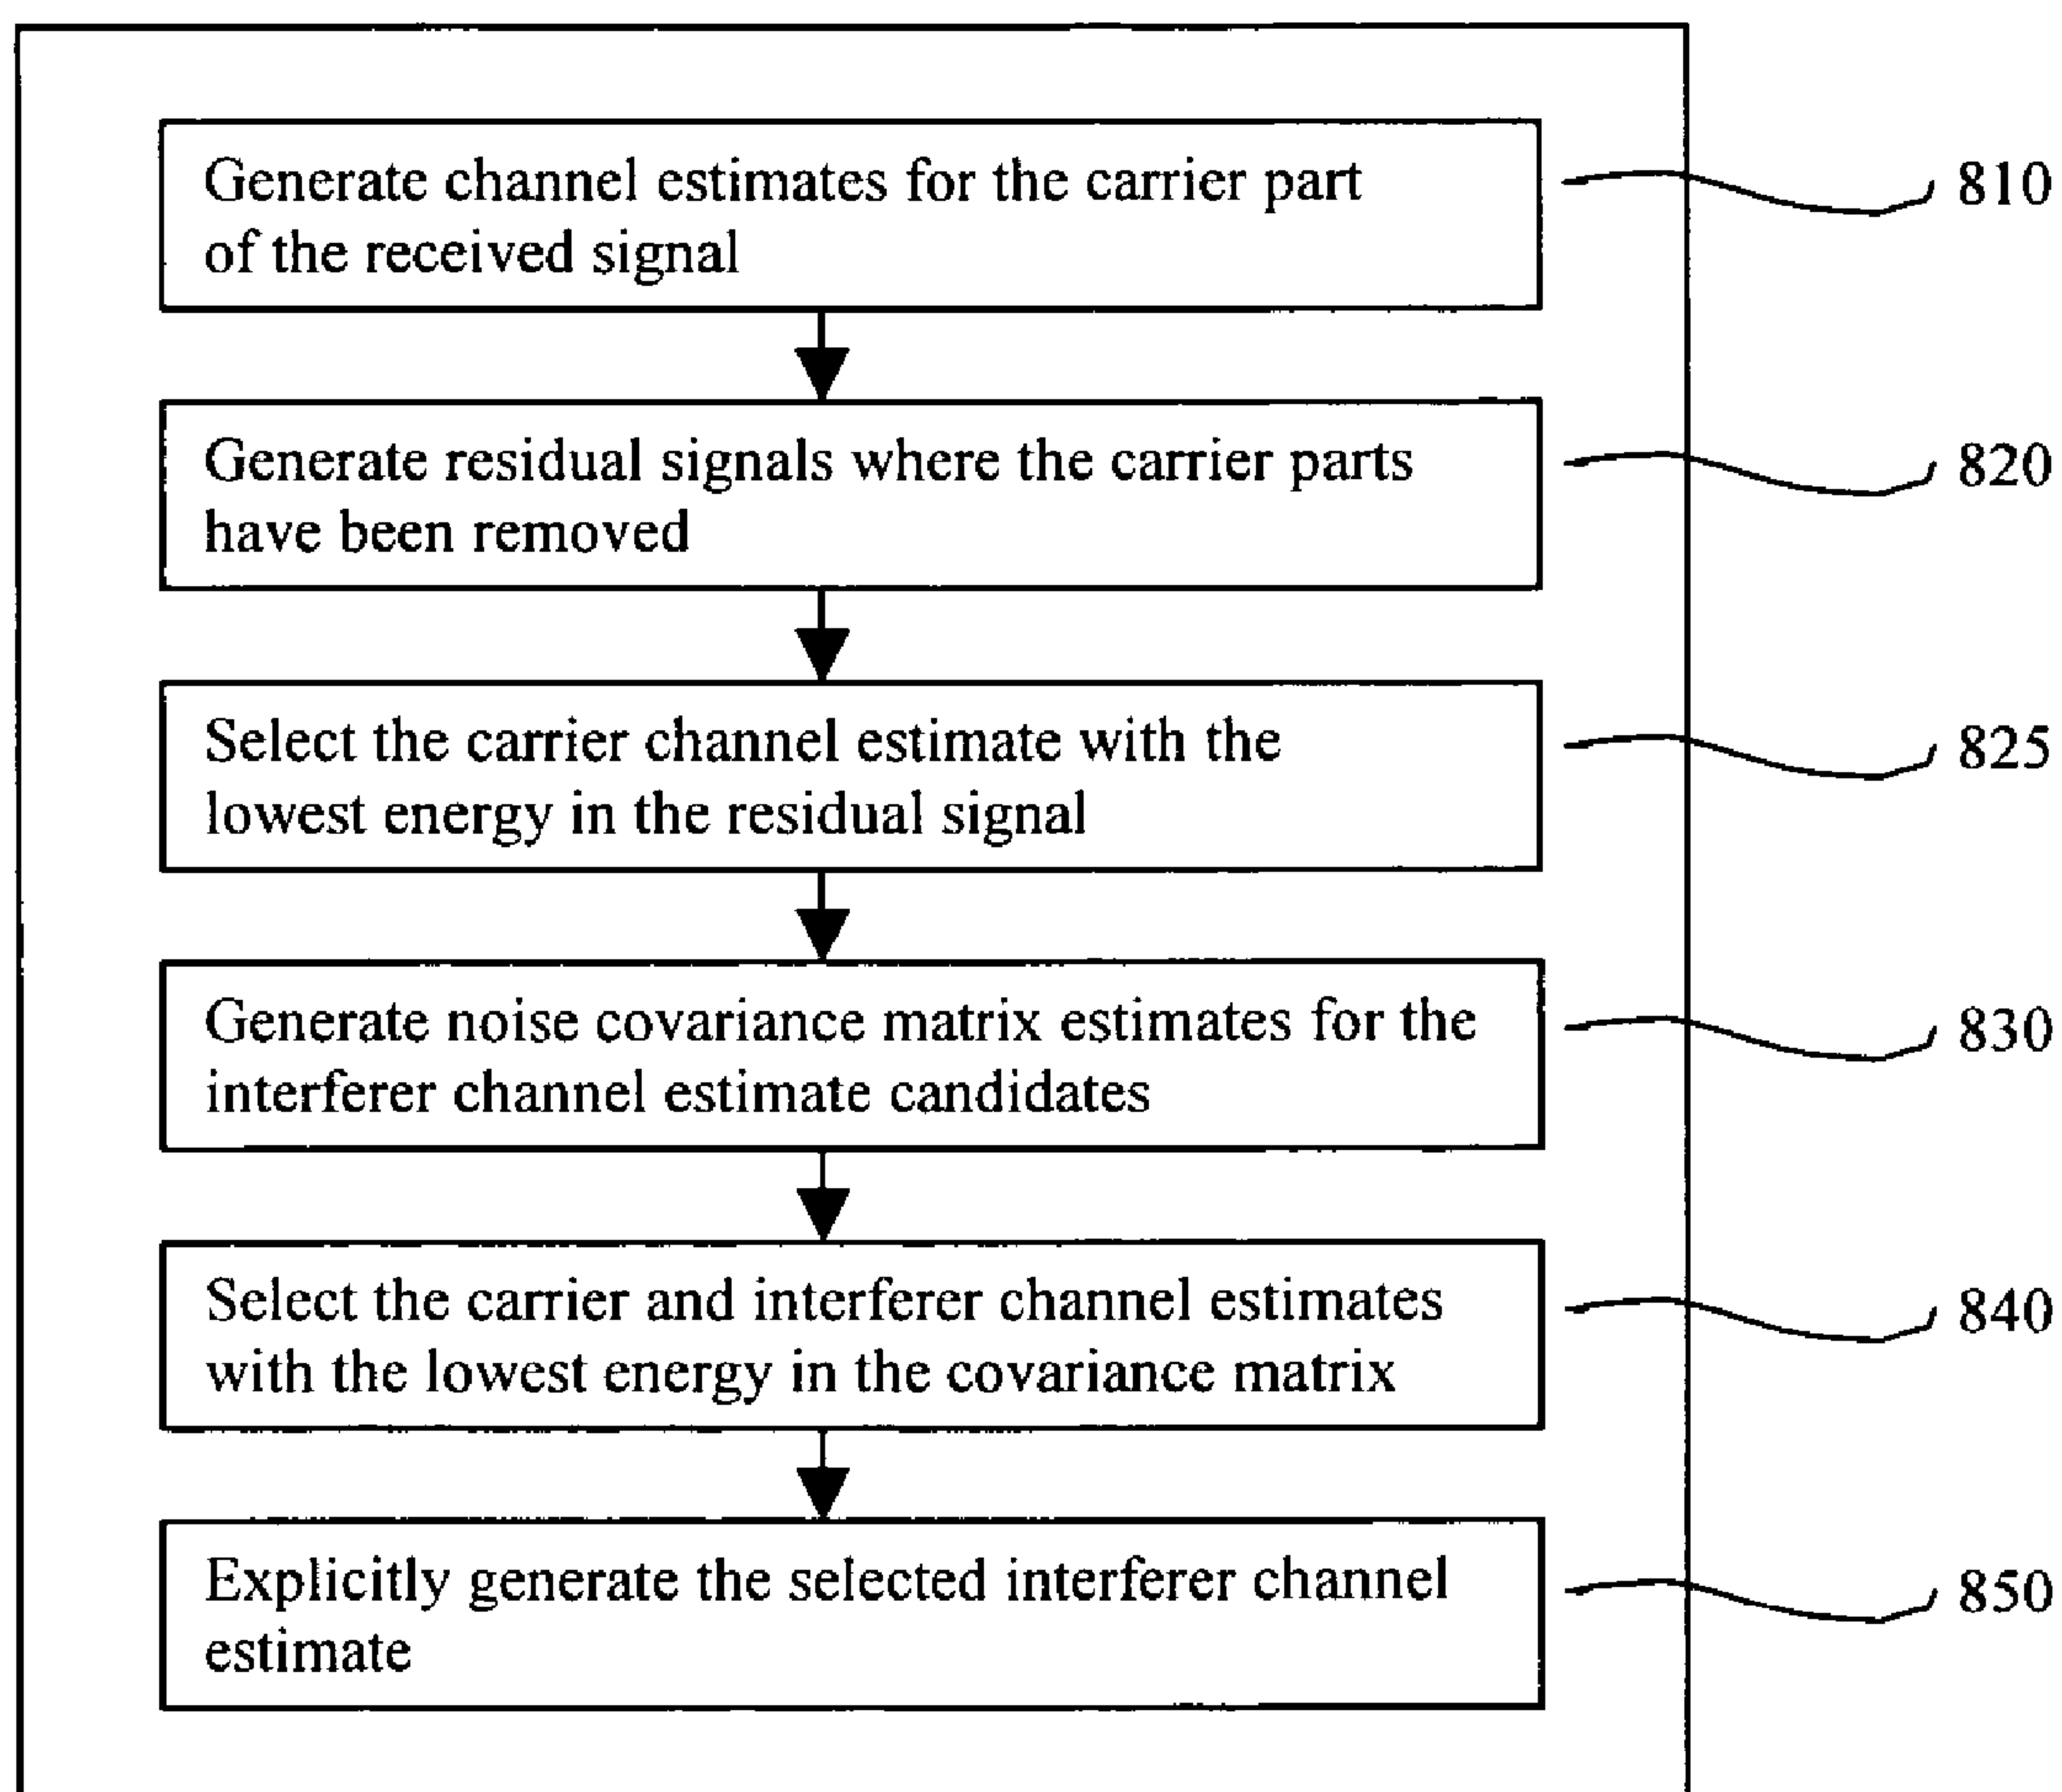 Generate channel estimates for the carrier part
of the received signal
810
Generate residual signals where the carrier parts
have been removed
820
Select the carrier channel estimate with the
lowest energy in the residual signal
825
Generate noise covariance matrix estimates for the
interferer channel estimate candidates
830
Select the carrier and interferer channel estimates
with the lowest energy in the covariance matrix
840
Explicitly generate the selected interferer channel
estimate
850